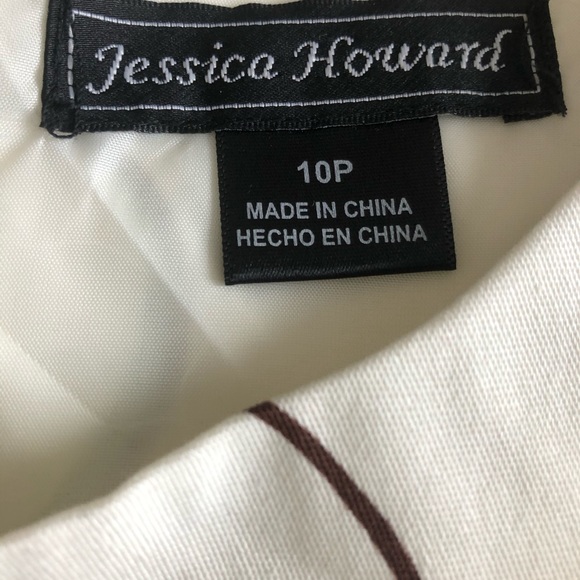 Jessica Howard
10P
MADE IN CHINA
HECHO EN CHINA